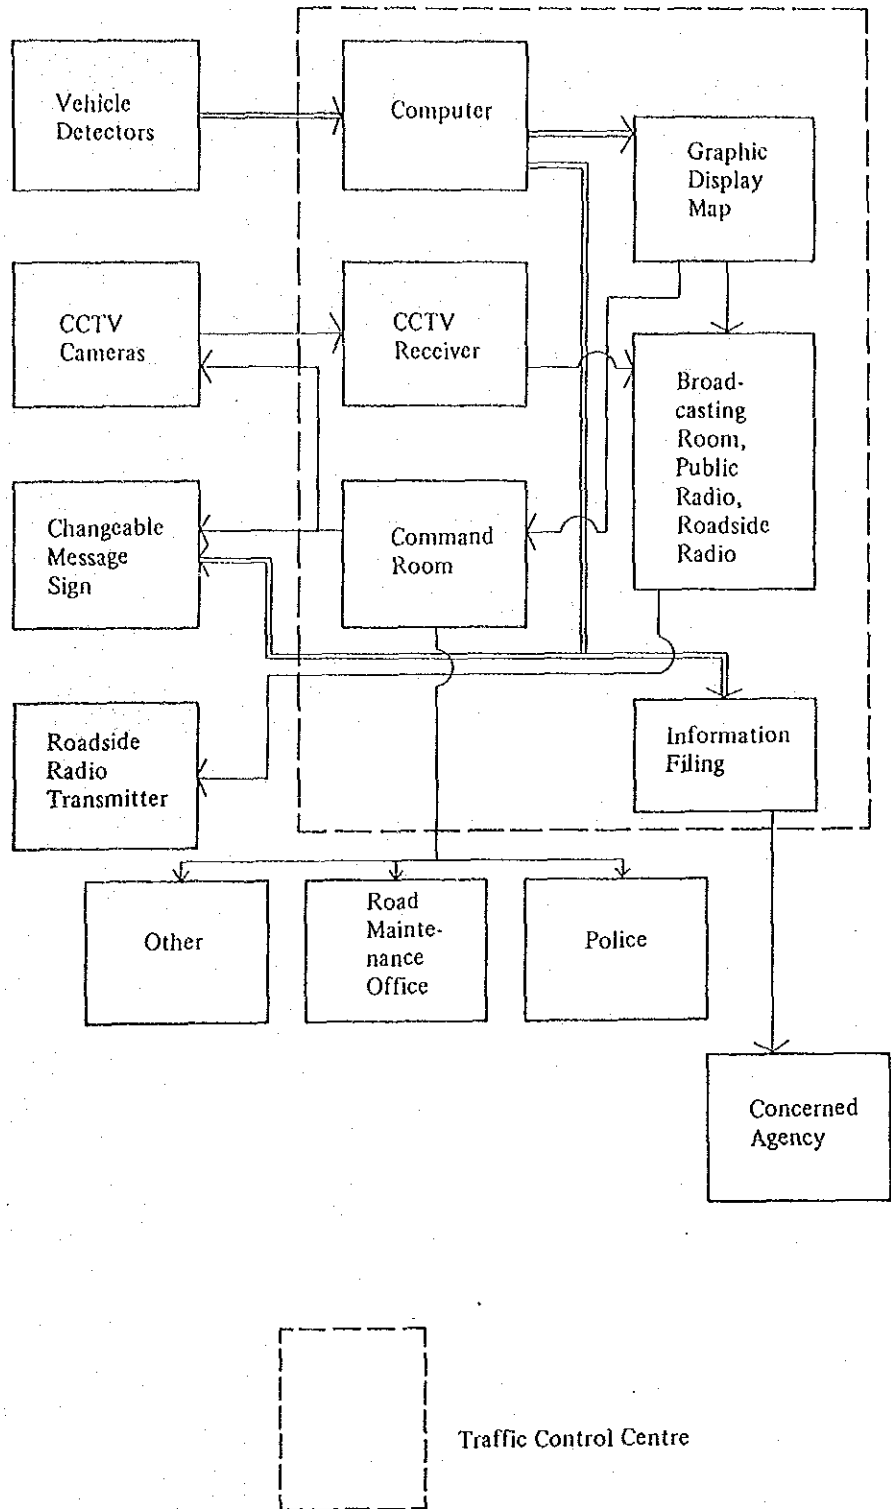 Vehicle
Detectors
Computer
Graphic
Display
Map
CCTV
Cameras
CCTV
Receiver
Broad-
casting
Room,
Public
Radio,
Roadside
Radio
Changeable
Message
Sign
Command
Room
Roadside
Radio
Transmitter
Information
Filing
Other
Road
Mainte-
nance
Office
Police
Concerned
Agency
Traffic Control Centre